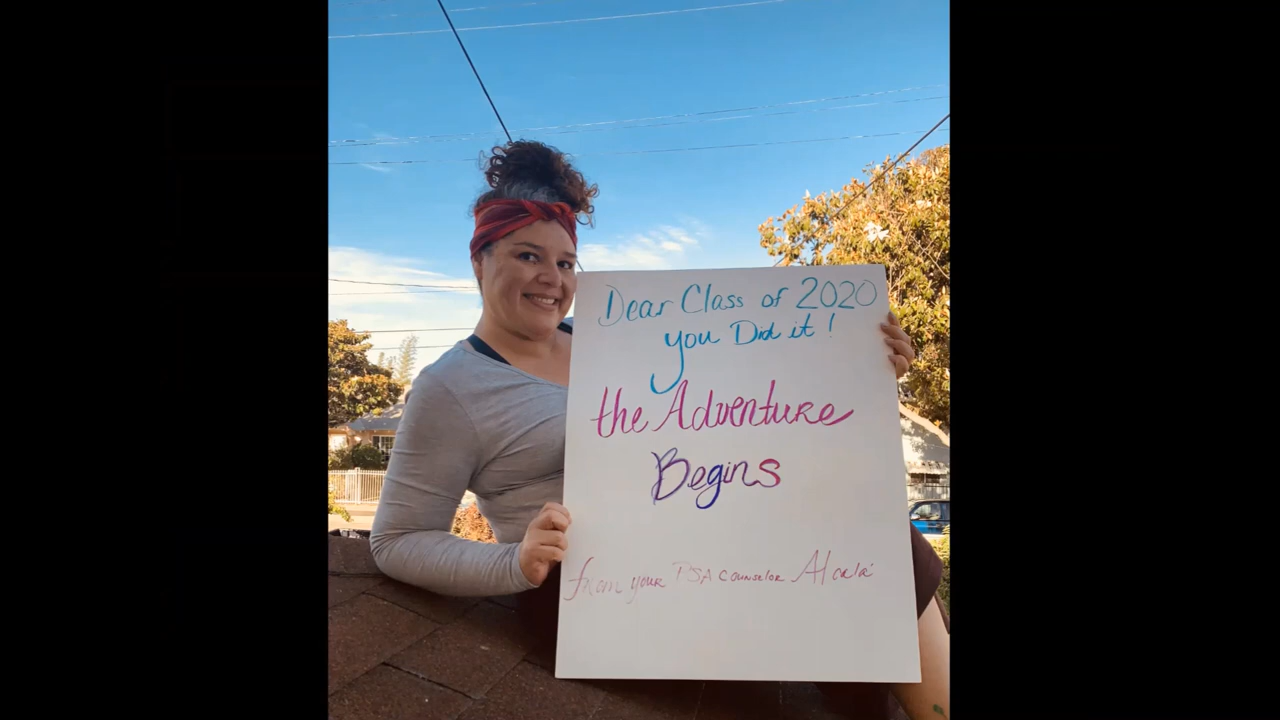 Dear Class of 2020
you Did it!
the Adventure
Begins
from your PSA Counselor Alcalá